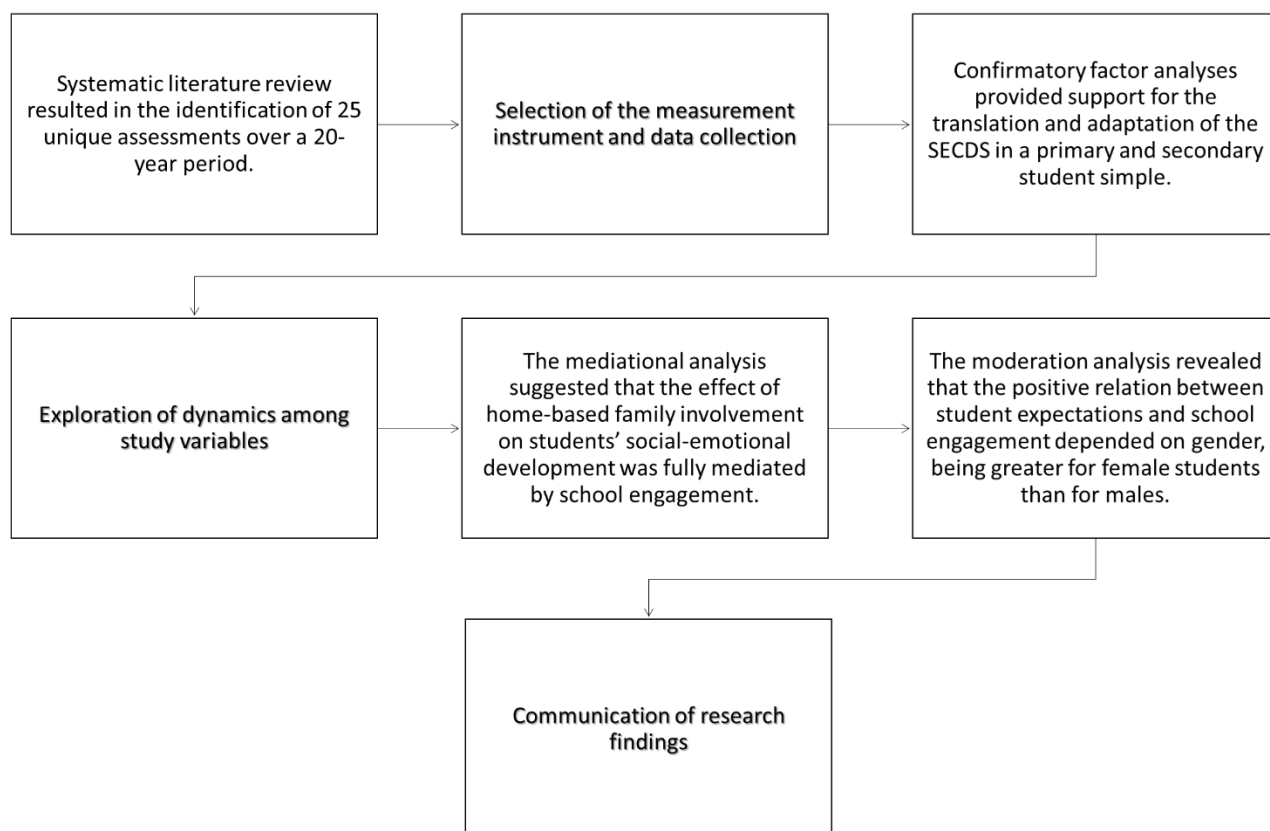 Systematic literature review
resulted in the identification of 25
unique assessments over a 20-
year period.
Selection of the measurement
instrument and data collection
Confirmatory factor analyses
provided support for the
translation and adaptation of the
SECDS in a primary and secondary
student simple.
Exploration of dynamics among
study variables
The mediational analysis
suggested that the effect of
home-based family involvement
on students’ social-emotional
development was fully mediated
by school engagement.
The moderation analysis revealed
that the positive relation between
student expectations and school
engagement depended on gender,
being greater for female students
than for males.
Communication of research
findings